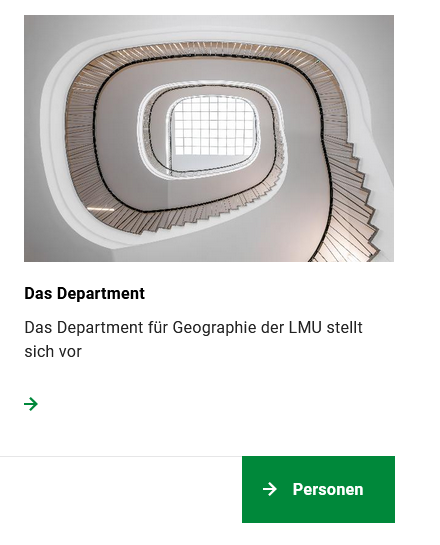 Das Department
Das Department für Geographie der LMU stellt
sich vor
Personen